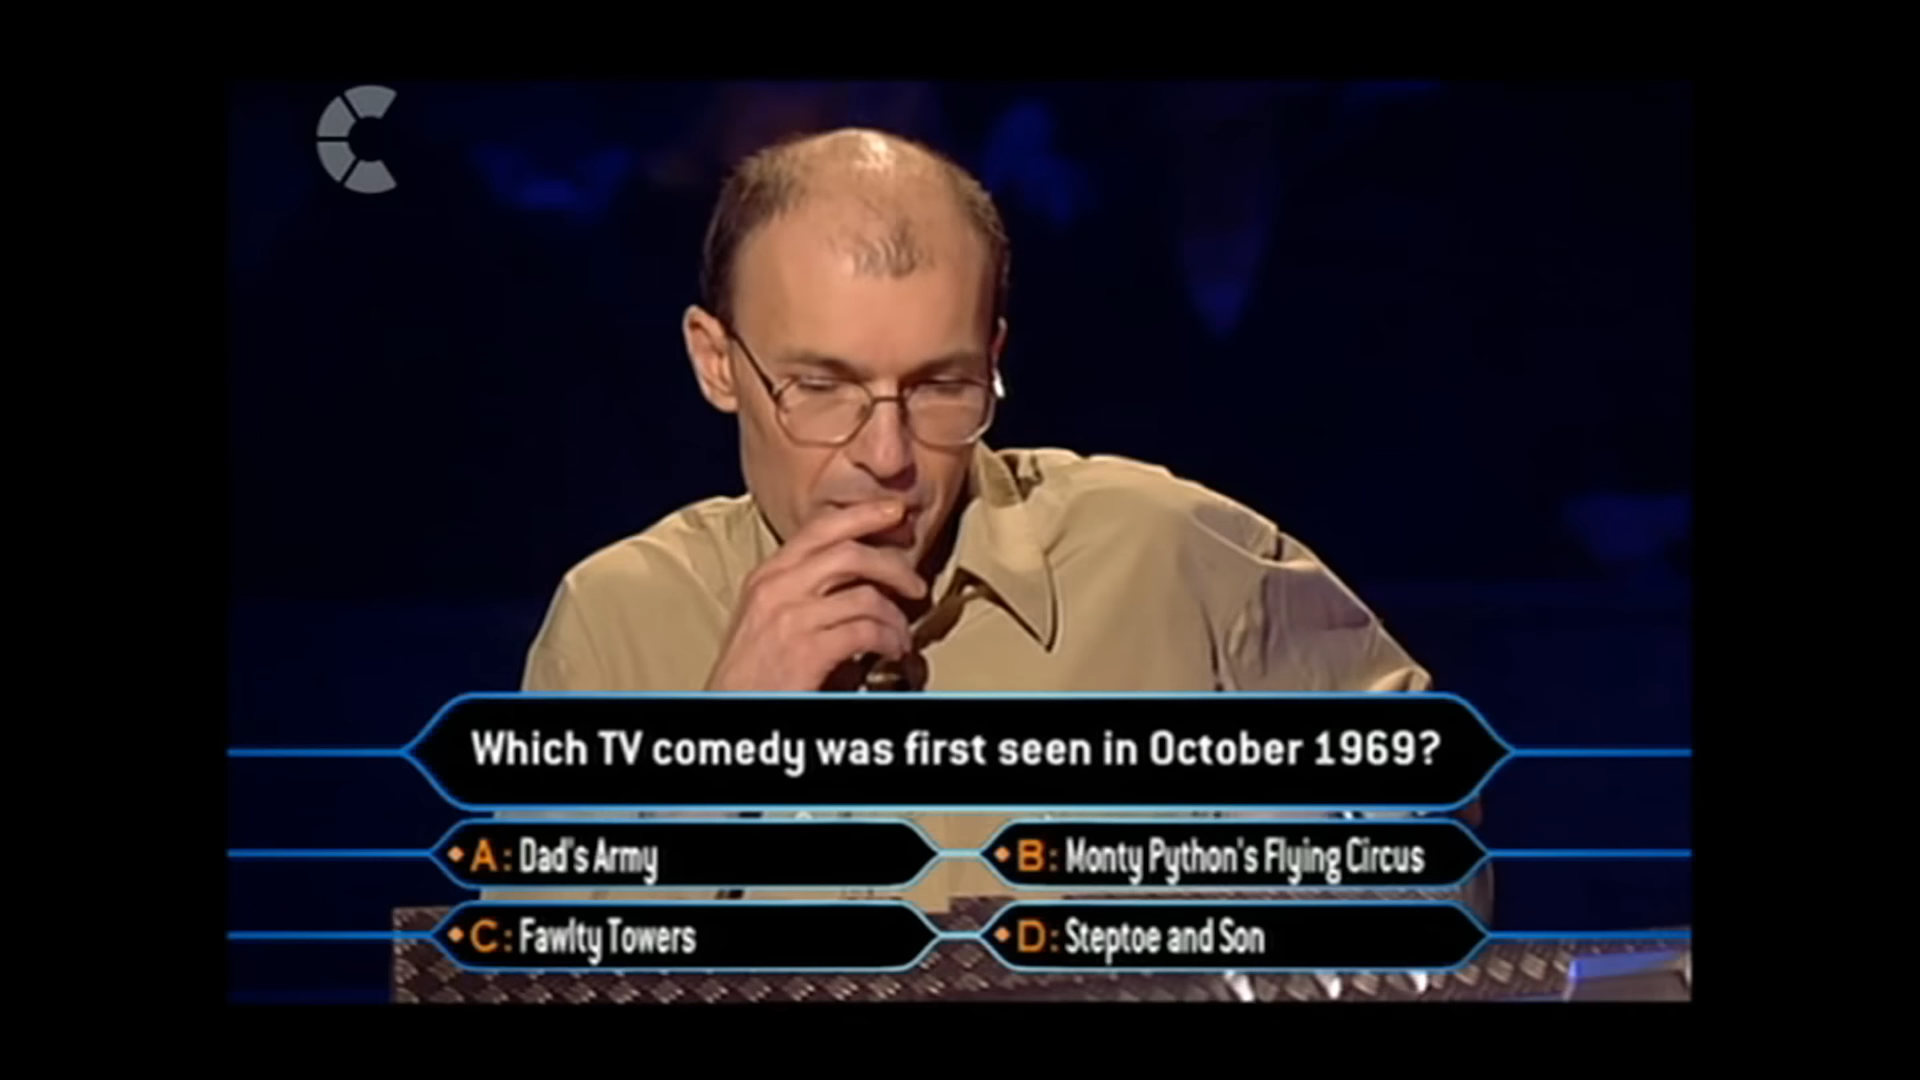 Which TV comedy was first seen in October 1969?
A: Dad's Army
B: Monty Python's Flying Circus
C: Fawlty Towers
D: Steptoe and Son